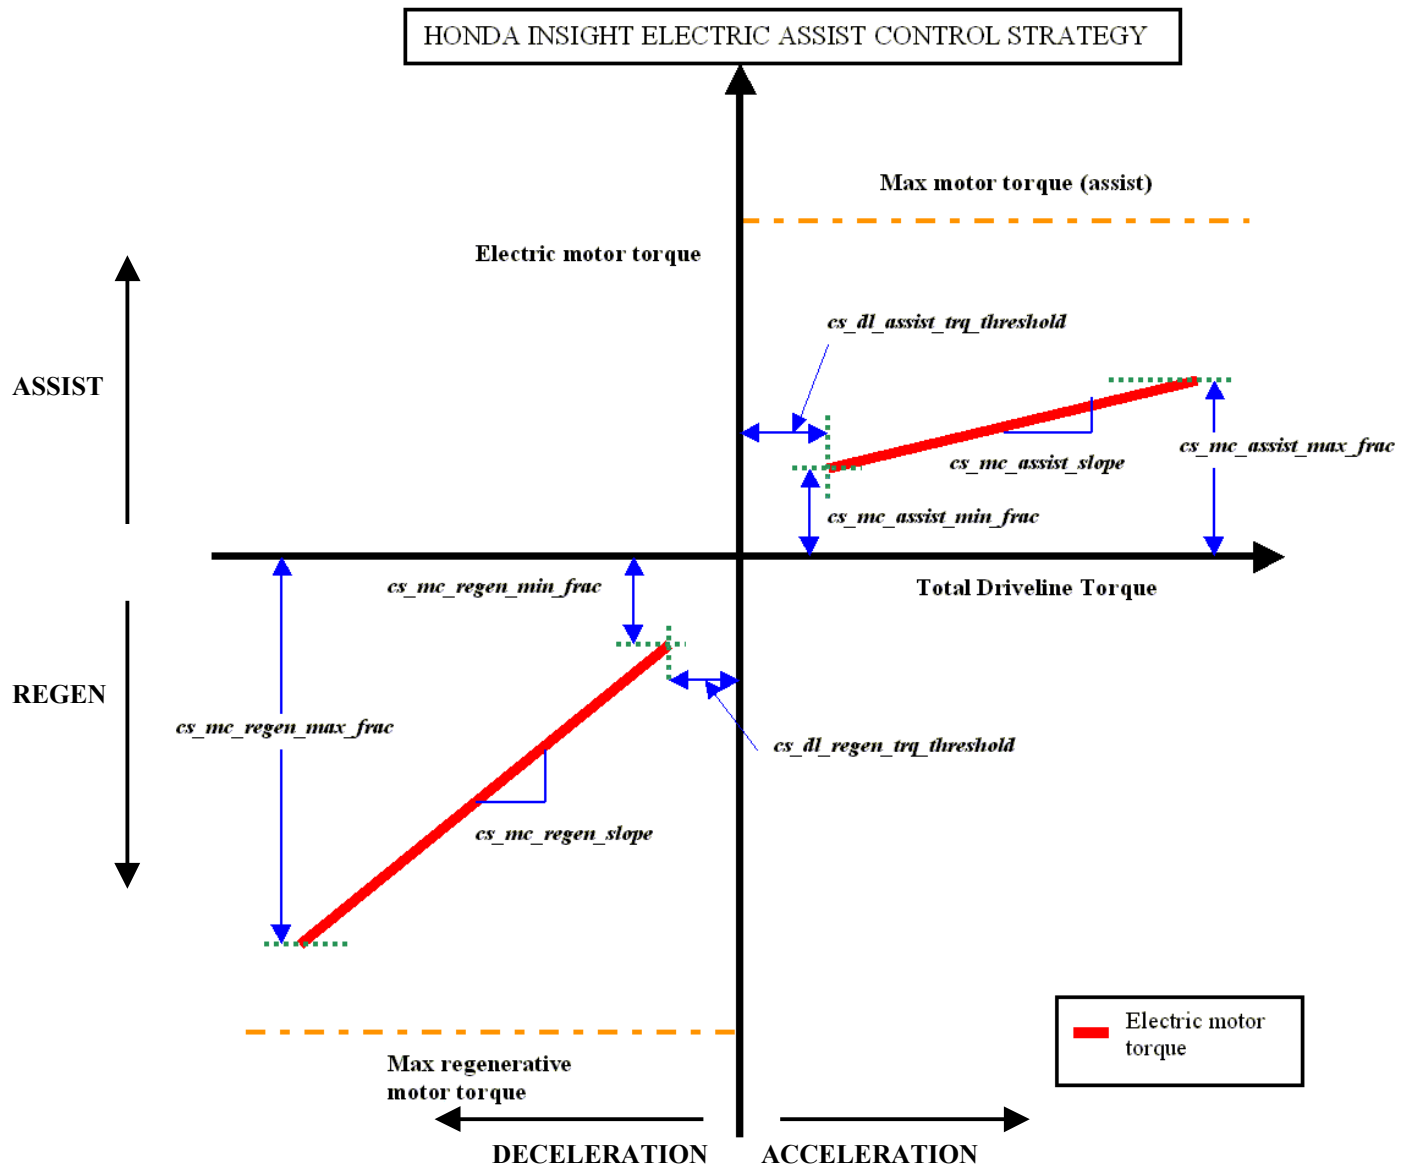 HONDA INSIGHT ELECTRIC ASSIST CONTROL STRATEGY
Max motor torque (assist)
Electric motor torque
cs_dl_assist_trq_threshold
ASSIST
cs_mc_assist_max_frac
cs_mc_assist_slope
cs_mc_assist_min_frac
cs_mc_regen_min_frac
Total Driveline Torque
REGEN
cs_mc_regen_max_frac
cs_dl_regen_trq_threshold
cs_mc_regen_slope
Electric motor
torque
Max regenerative
motor torque
DECELERATION
ACCELERATION